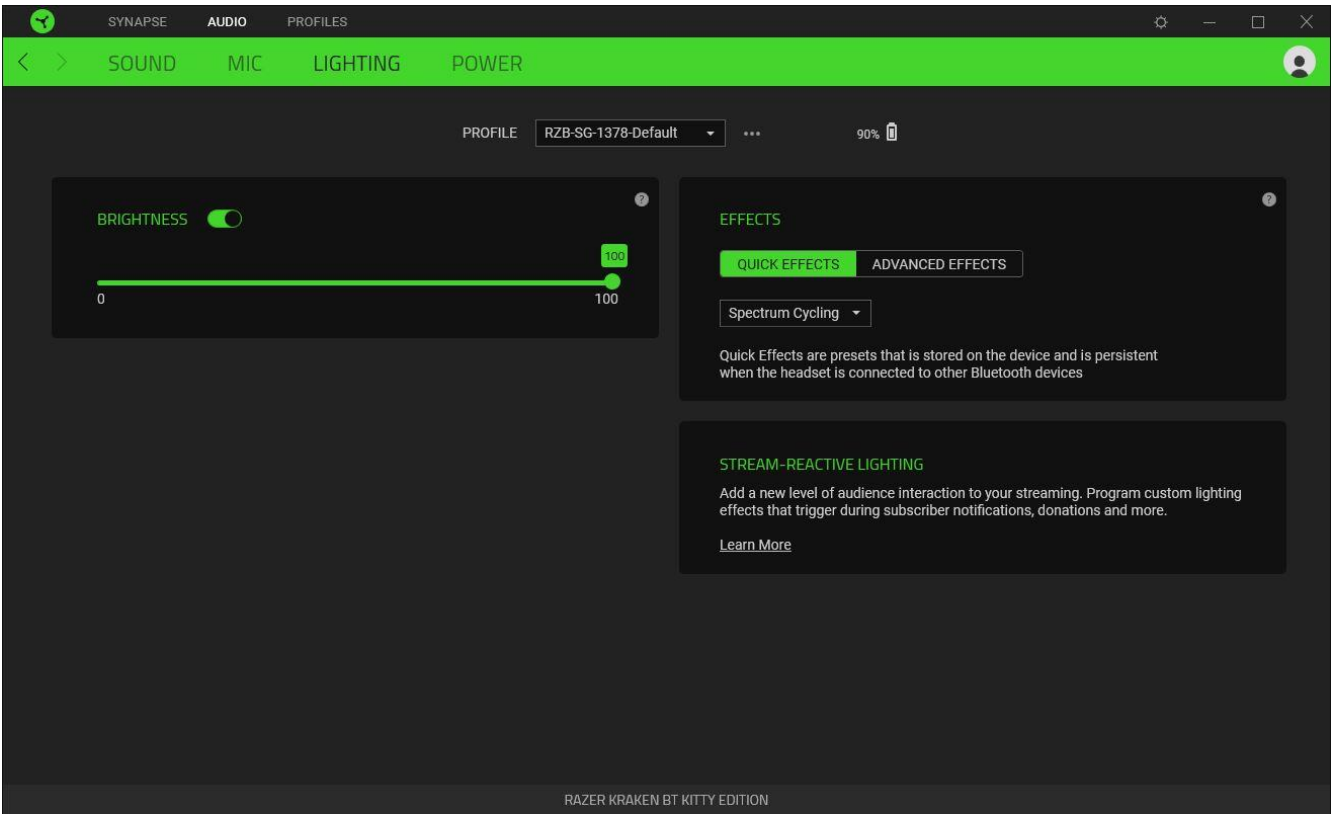 SYNAPSE AUDIO PROFILES
SOUND MIC LIGHTING POWER
PROFILE RZB-SG-1378-Default 90%
BRIGHTNESS
100
0 100
EFFECTS
QUICK EFFECTS ADVANCED EFFECTS
Spectrum Cycling
Quick Effects are presets that is stored on the device and is persistent
when the headset is connected to other Bluetooth devices
STREAM-REACTIVE LIGHTING
Add a new level of audience interaction to your streaming. Program custom lighting
effects that trigger during subscriber notifications, donations and more.
Learn More
RAZER KRAKEN BT KITTY EDITION